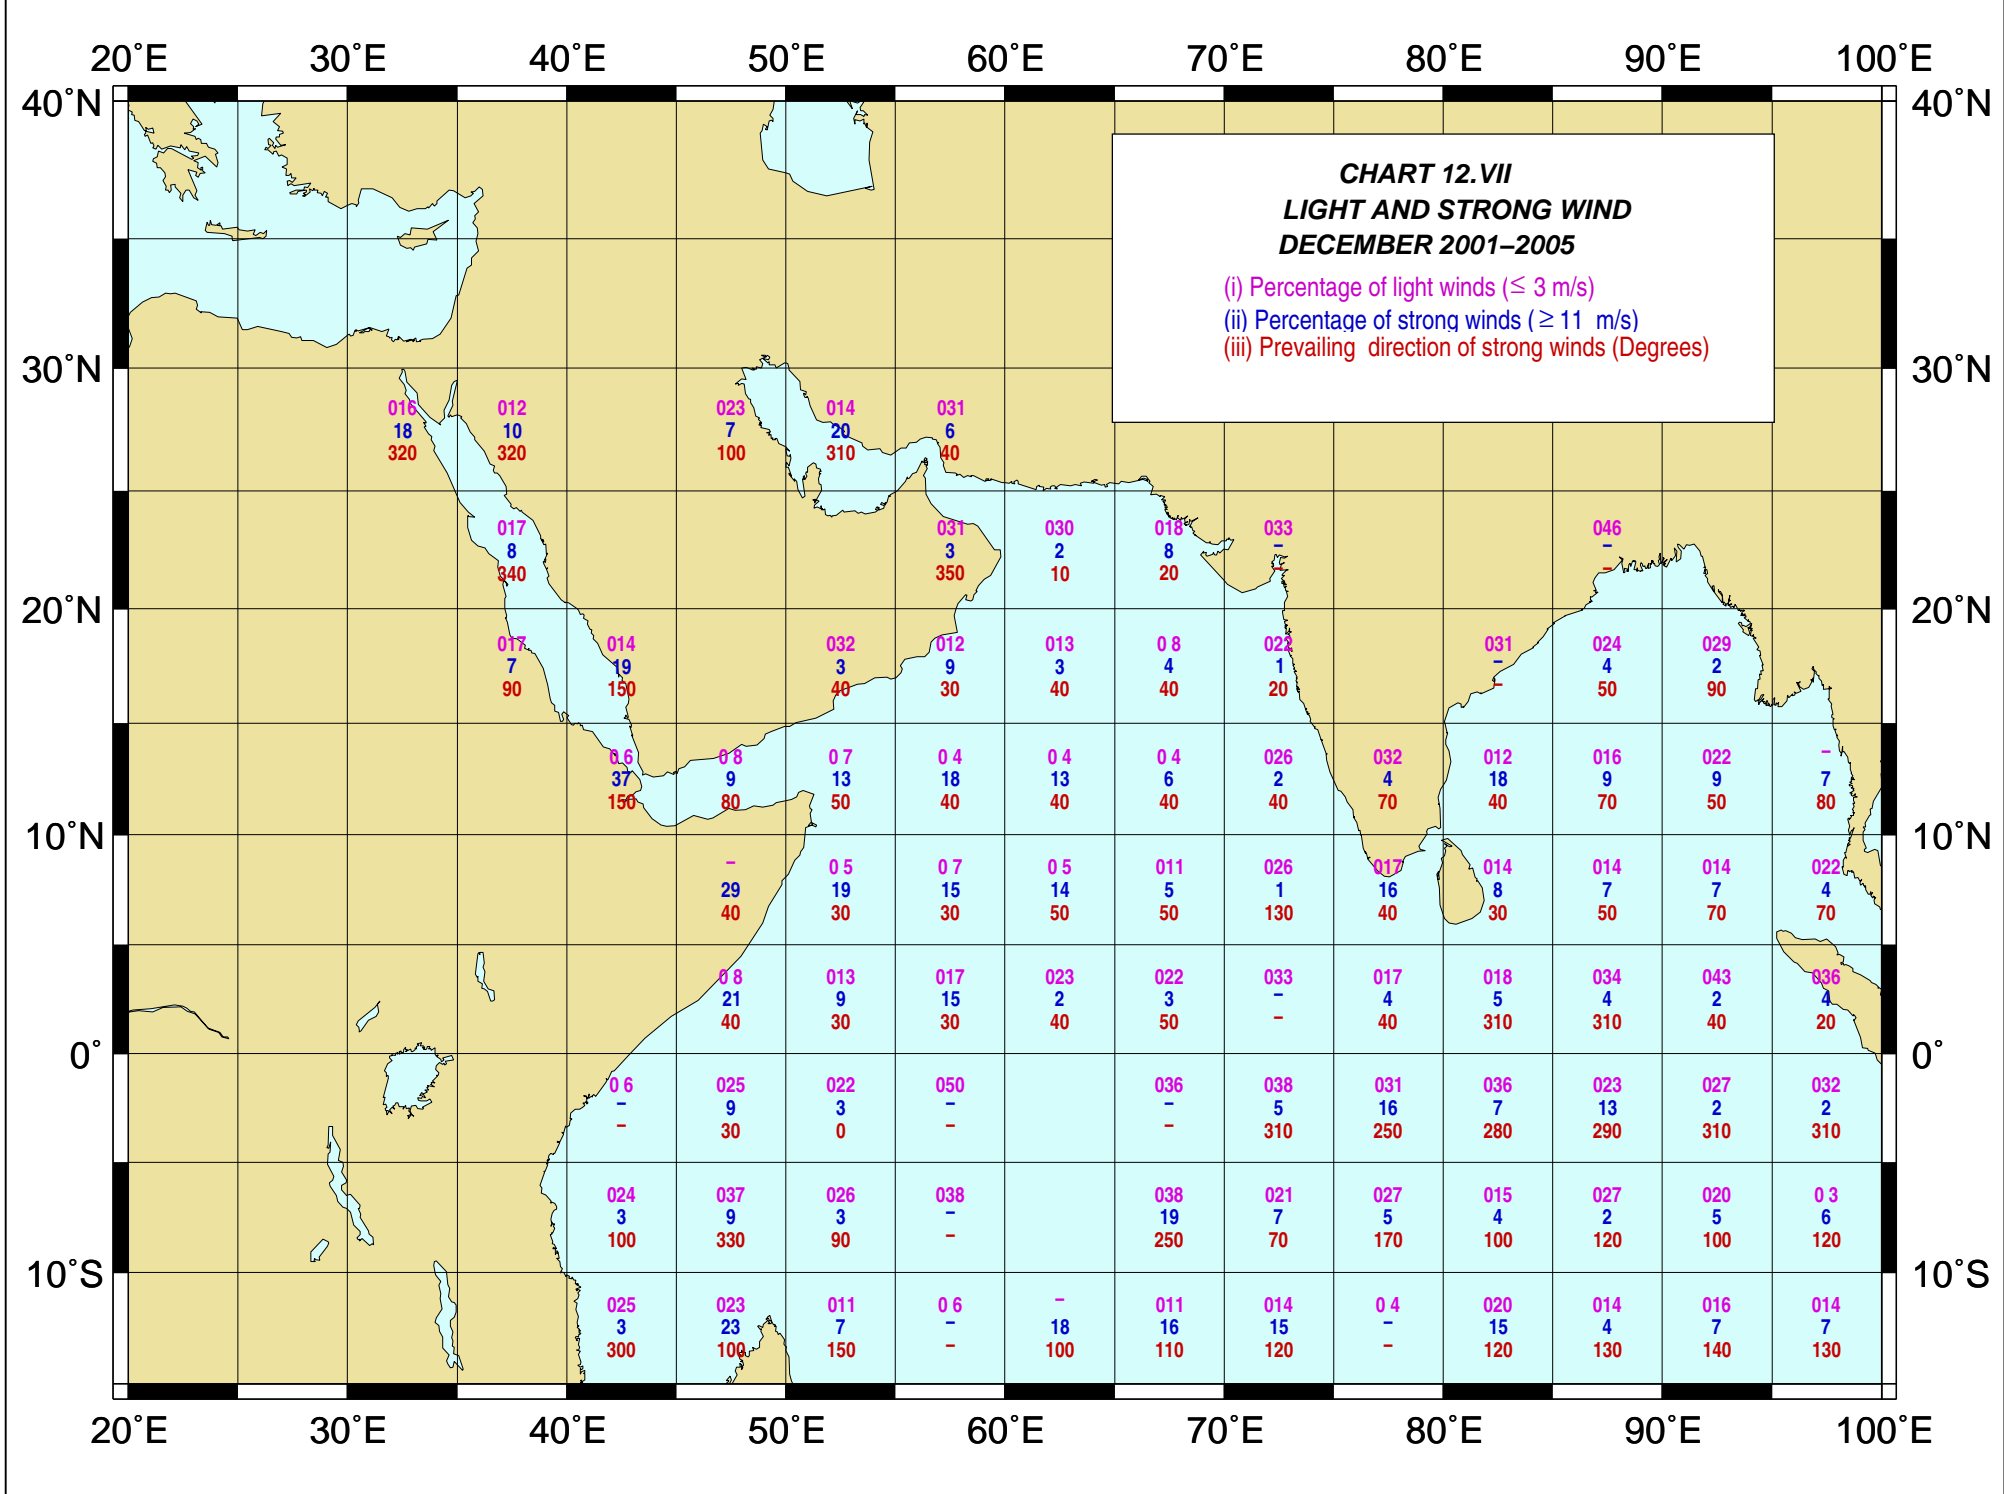 20˚E 30˚E 40˚E 50˚E 60˚E 70˚E 80˚E 90˚E 100˚E
40˚N 40˚N
CHART 12.VII
LIGHT AND STRONG WIND
DECEMBER 2001–2005
(i) Percentage of light winds (≤ 3 m/s)
(ii) Percentage of strong winds ( ≥ 11 m/s)
(iii) Prevailing direction of strong winds (Degrees)
30˚N 30˚N
016 012 023 014 031
18 10 7 20 6
320 320 100 310 40
017 031 030 018 033 046
8 3 2 8 – –
340 350 10 20 – –
20˚N 20˚N
017 014 032 012 013 0 8 022 031 024 029
7 19 3 9 3 4 1 – 4 2
90 150 40 30 40 40 20 – 50 90
0 6 0 8 0 7 0 4 0 4 0 4 026 032 012 016 022 –
37 9 13 18 13 6 2 4 18 9 9 7
150 80 50 40 40 40 40 70 40 70 50 80
10˚N 10˚N
– 0 5 0 7 0 5 011 026 017 014 014 014 022
29 19 15 14 5 1 16 8 7 7 4
40 30 30 50 50 130 40 30 50 70 70
0 8 013 017 023 022 033 017 018 034 043 036
21 9 15 2 3 – 4 5 4 2 4
40 30 30 40 50 – 40 310 310 40 20
0˚ 0˚
0 6 025 022 050 036 038 031 036 023 027 032
– 9 3 – – 5 16 7 13 2 2
– 30 0 – – 310 250 280 290 310 310
024 037 026 038 038 021 027 015 027 020 0 3
3 9 3 – 19 7 5 4 2 5 6
100 330 90 – 250 70 170 100 120 100 120
10˚S 10˚S
025 023 011 0 6 – 011 014 0 4 020 014 016 014
3 23 7 – 18 16 15 – 15 4 7 7
300 100 150 – 100 110 120 – 120 130 140 130
20˚E 30˚E 40˚E 50˚E 60˚E 70˚E 80˚E 90˚E 100˚E